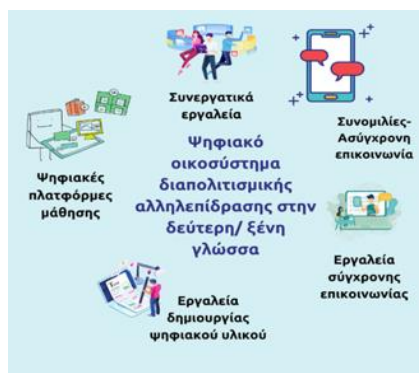 Συνεργατικά
εργαλεία
Συνομιλίες-
Ασύγχρονη
επικοινωνία
Ψηφιακές
πλατφόρμες
μάθησης
Ψηφιακό
οικοσύστημα
διαπολιτισμικής
αλληλεπίδρασης στην
δεύτερη/ ξένη
γλώσσα
Εργαλεία
σύγχρονης
επικοινωνίας
Εργαλεία
δημιουργίας
ψηφιακού υλικού